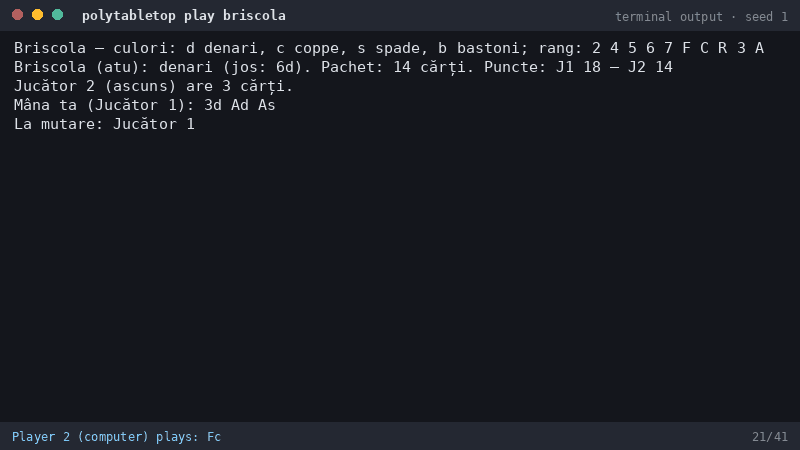 polytabletop play briscola
terminal output · seed 1
Briscola — culori: d denari, c coppe, s spade, b bastoni; rang: 2 4 5 6 7 F C R 3 A
Briscola (atu): denari (jos: 6d). Pachet: 14 cărți. Puncte: J1 18 — J2 14
Jucător 2 (ascuns) are 3 cărți.
Mâna ta (Jucător 1): 3d Ad As
La mutare: Jucător 1
Player 2 (computer) plays: Fc
21/41